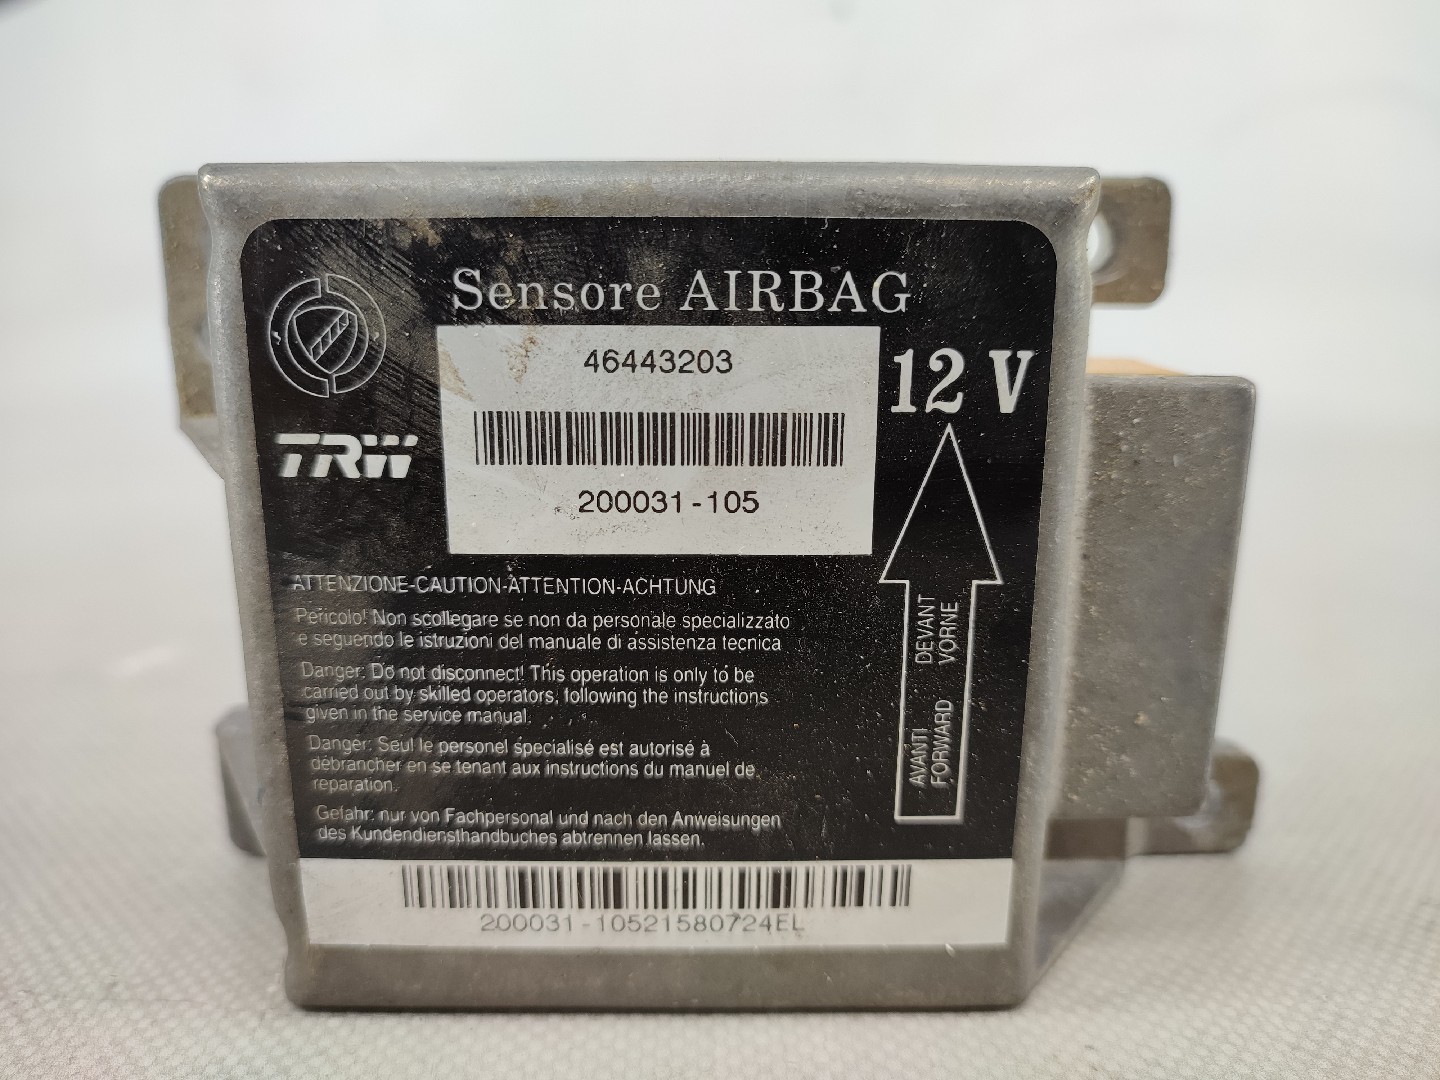 Sensore AIRBAG
46443203
12 V
TRW
200031-105
ATTENZIONE-CAUTION-ATTENTION-ACHTUNG
Pericolo! Non scollegare se non da personale specializzato
e seguendo le istruzioni del manuale di assistenza tecnica
Danger: Do not disconnect! This operation is only to be
carried out by skilled operators, following the instructions
given in the service manual.
Danger: Seul le personel spécialisé est autorisé à
débrancher en se tenant aux instructions du manuel de
reparation.
Gefahr: nur von Fachpersonal und nach den Anweisungen
des Kundendiensthandbuches abtrennen lassen.
AVANTI DEVANT
FORWARD VORNE
200031-10521580724EL